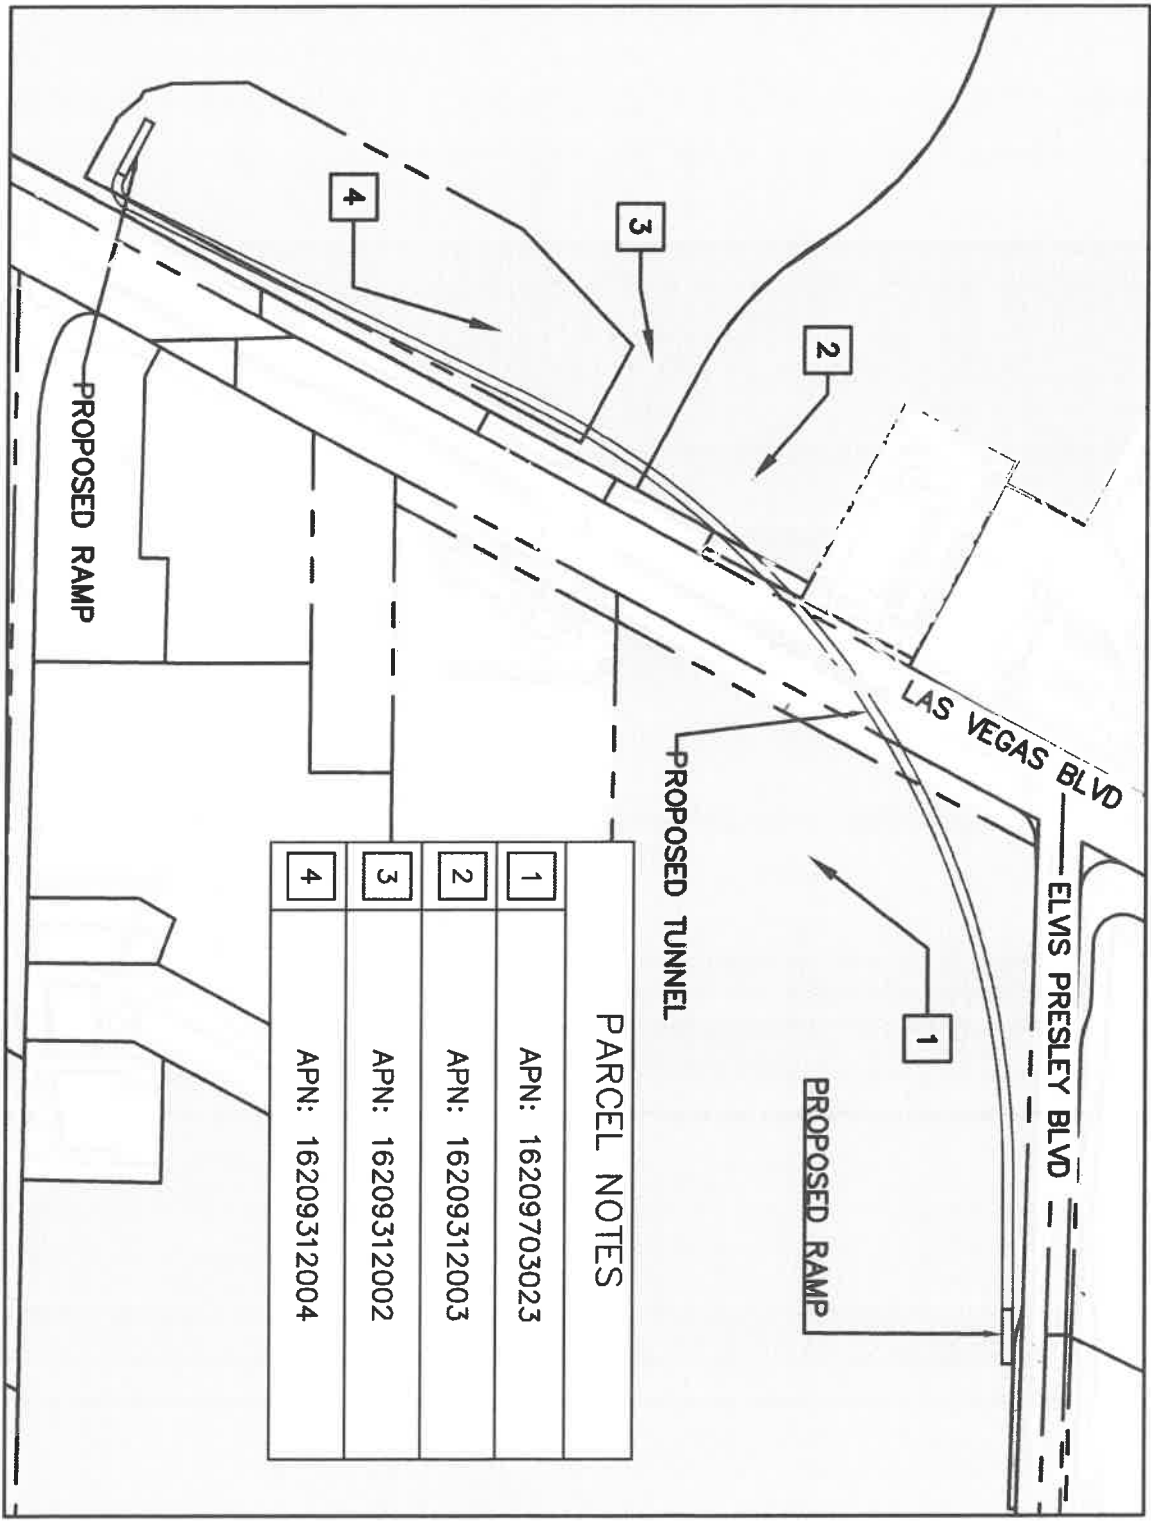 ELVIS PRESLEY BLVD
LAS VEGAS BLVD
PROPOSED RAMP
1
2
PROPOSED TUNNEL
3
4
PROPOSED RAMP
PARCEL NOTES
1 APN: 16209703023
2 APN: 16209312003
3 APN: 16209312002
4 APN: 16209312004